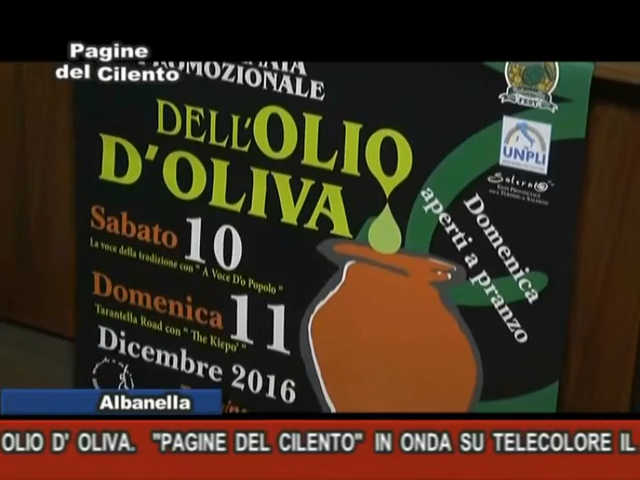 Pagine
del Cilento
PROMOZIONALE
DELL'OLIO
D'OLIVA
Sabato 10
La voce della tradizione con " A Voce D'o Popolo "
Domenica 11
Tarantella Road con " The Kiepò "
Dicembre 2016
FEST
UNPLI
Salerno
Domenica
aperti a pranzo
Albanella
OLIO D' OLIVA. "PAGINE DEL CILENTO" IN ONDA SU TELECOLORE IL